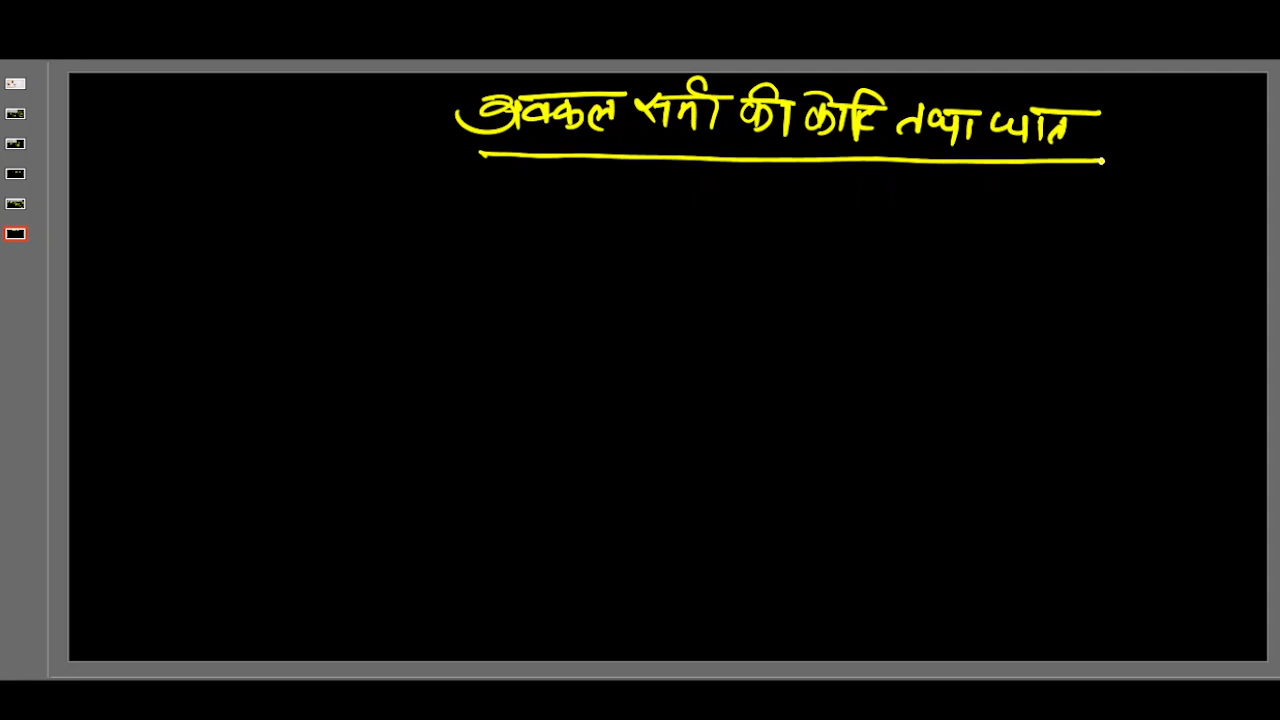 अवकल समी की कोटि तथा घात